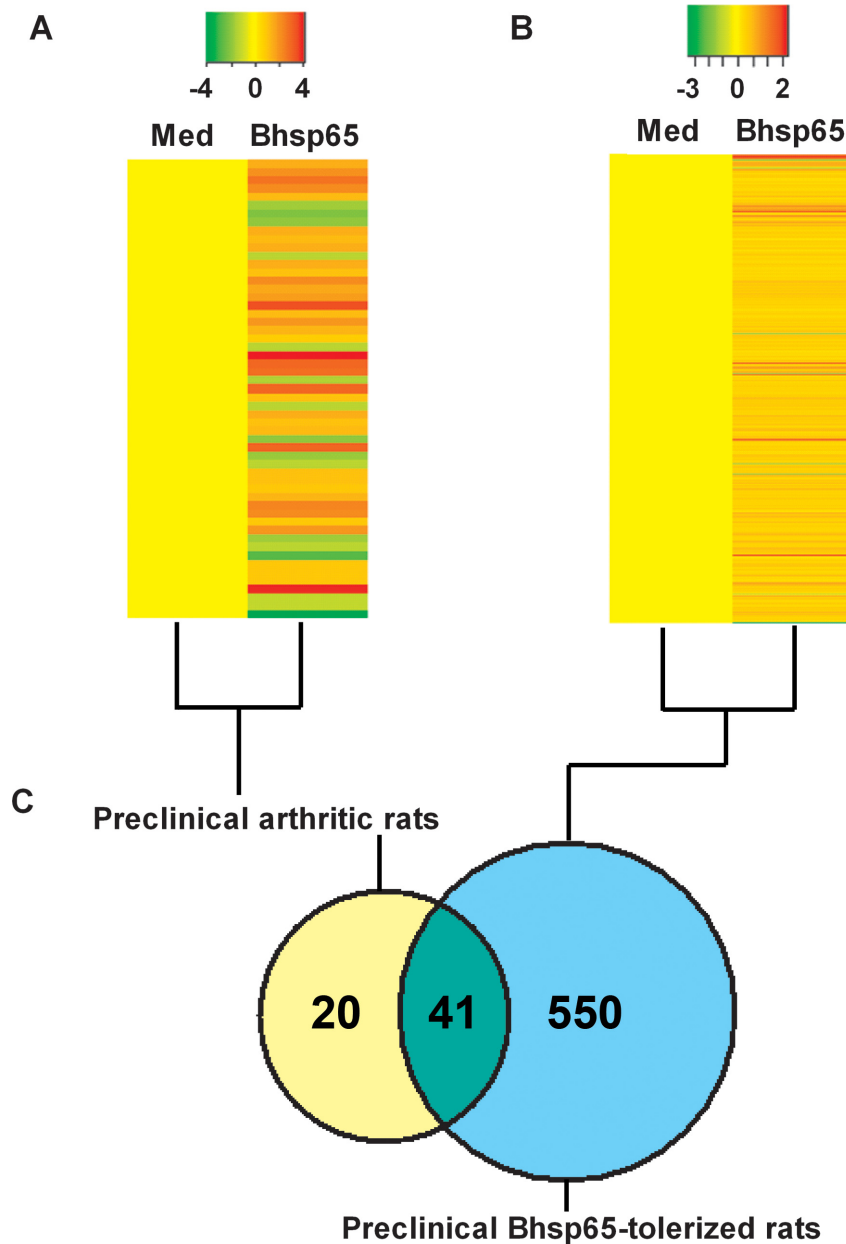 A
-4 0 4
Med Bhsp65
B
-3 0 2
Med Bhsp65
C
Preclinical arthritic rats
20 41 550
Preclinical Bhsp65-tolerized rats